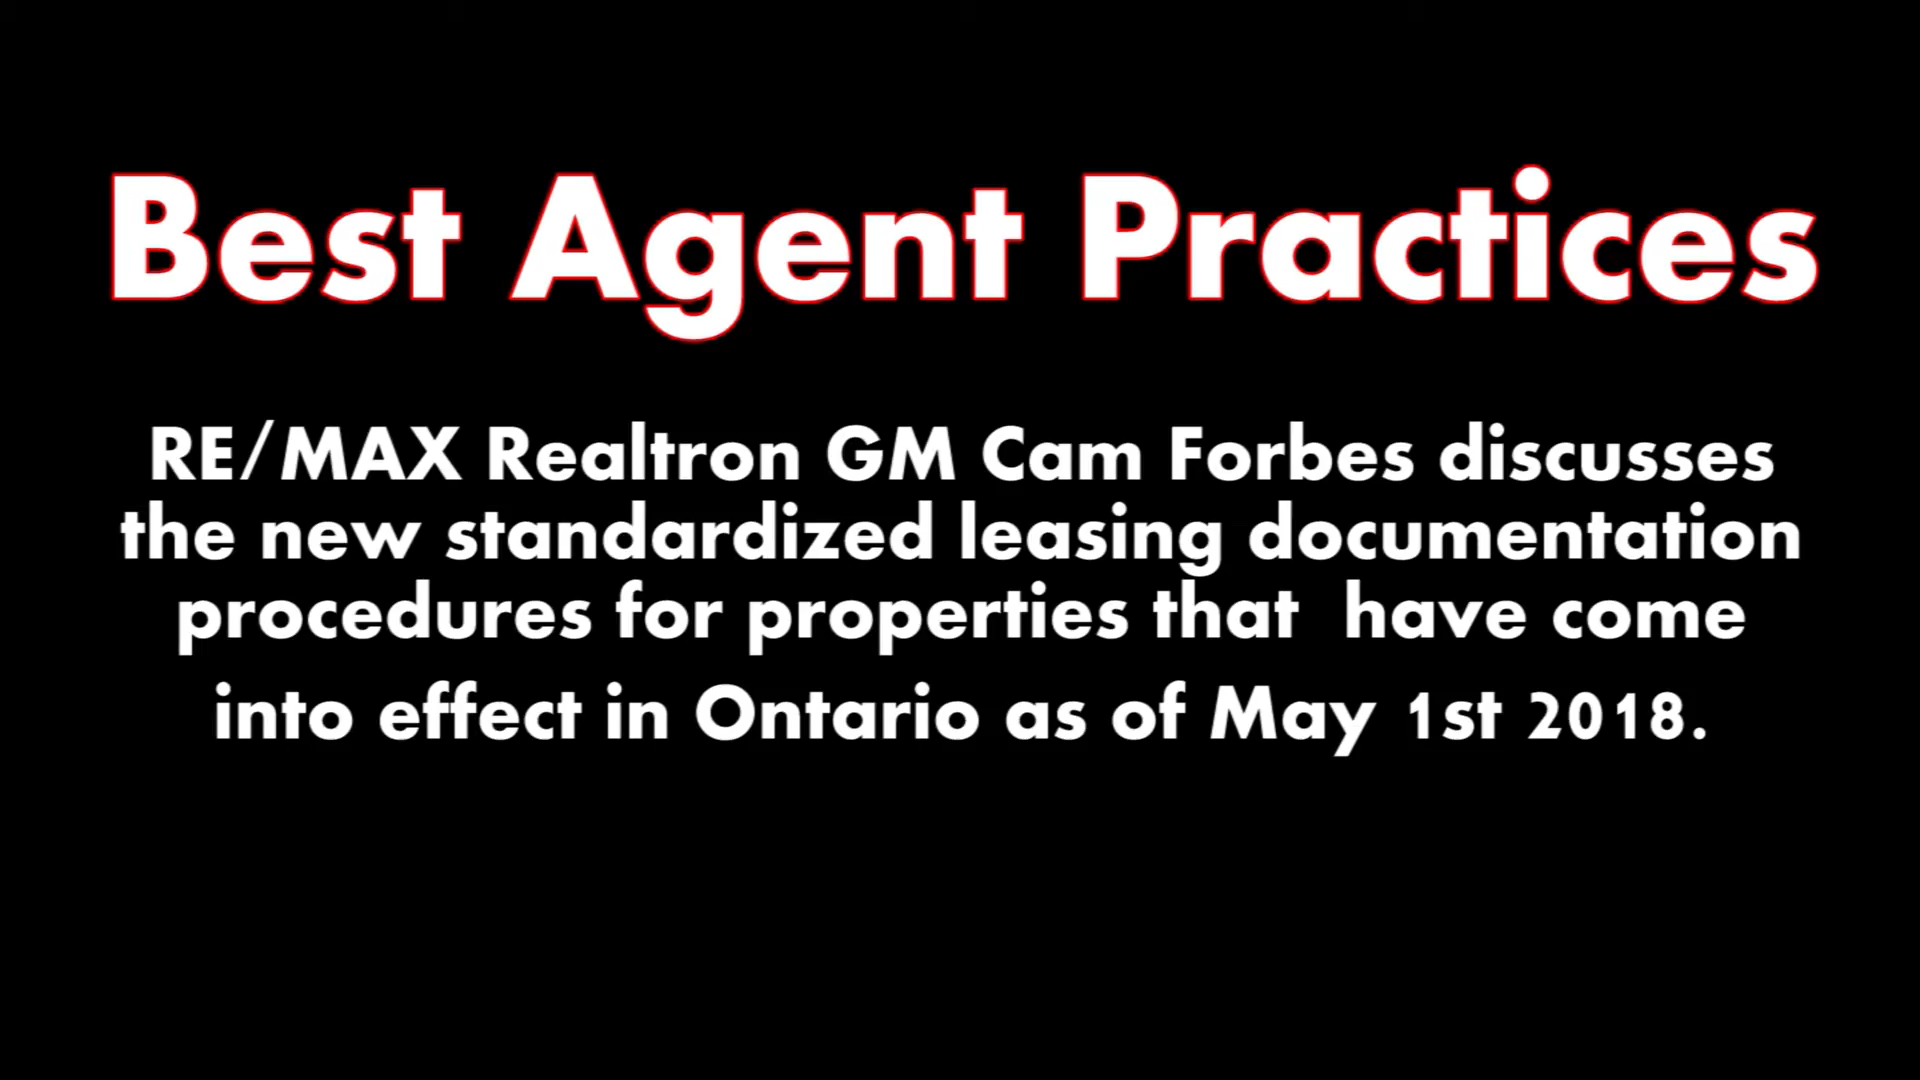 Best Agent Practices
RE/MAX Realtron GM Cam Forbes discusses
the new standardized leasing documentation
procedures for properties that  have come
into effect in Ontario as of May 1st 2018.